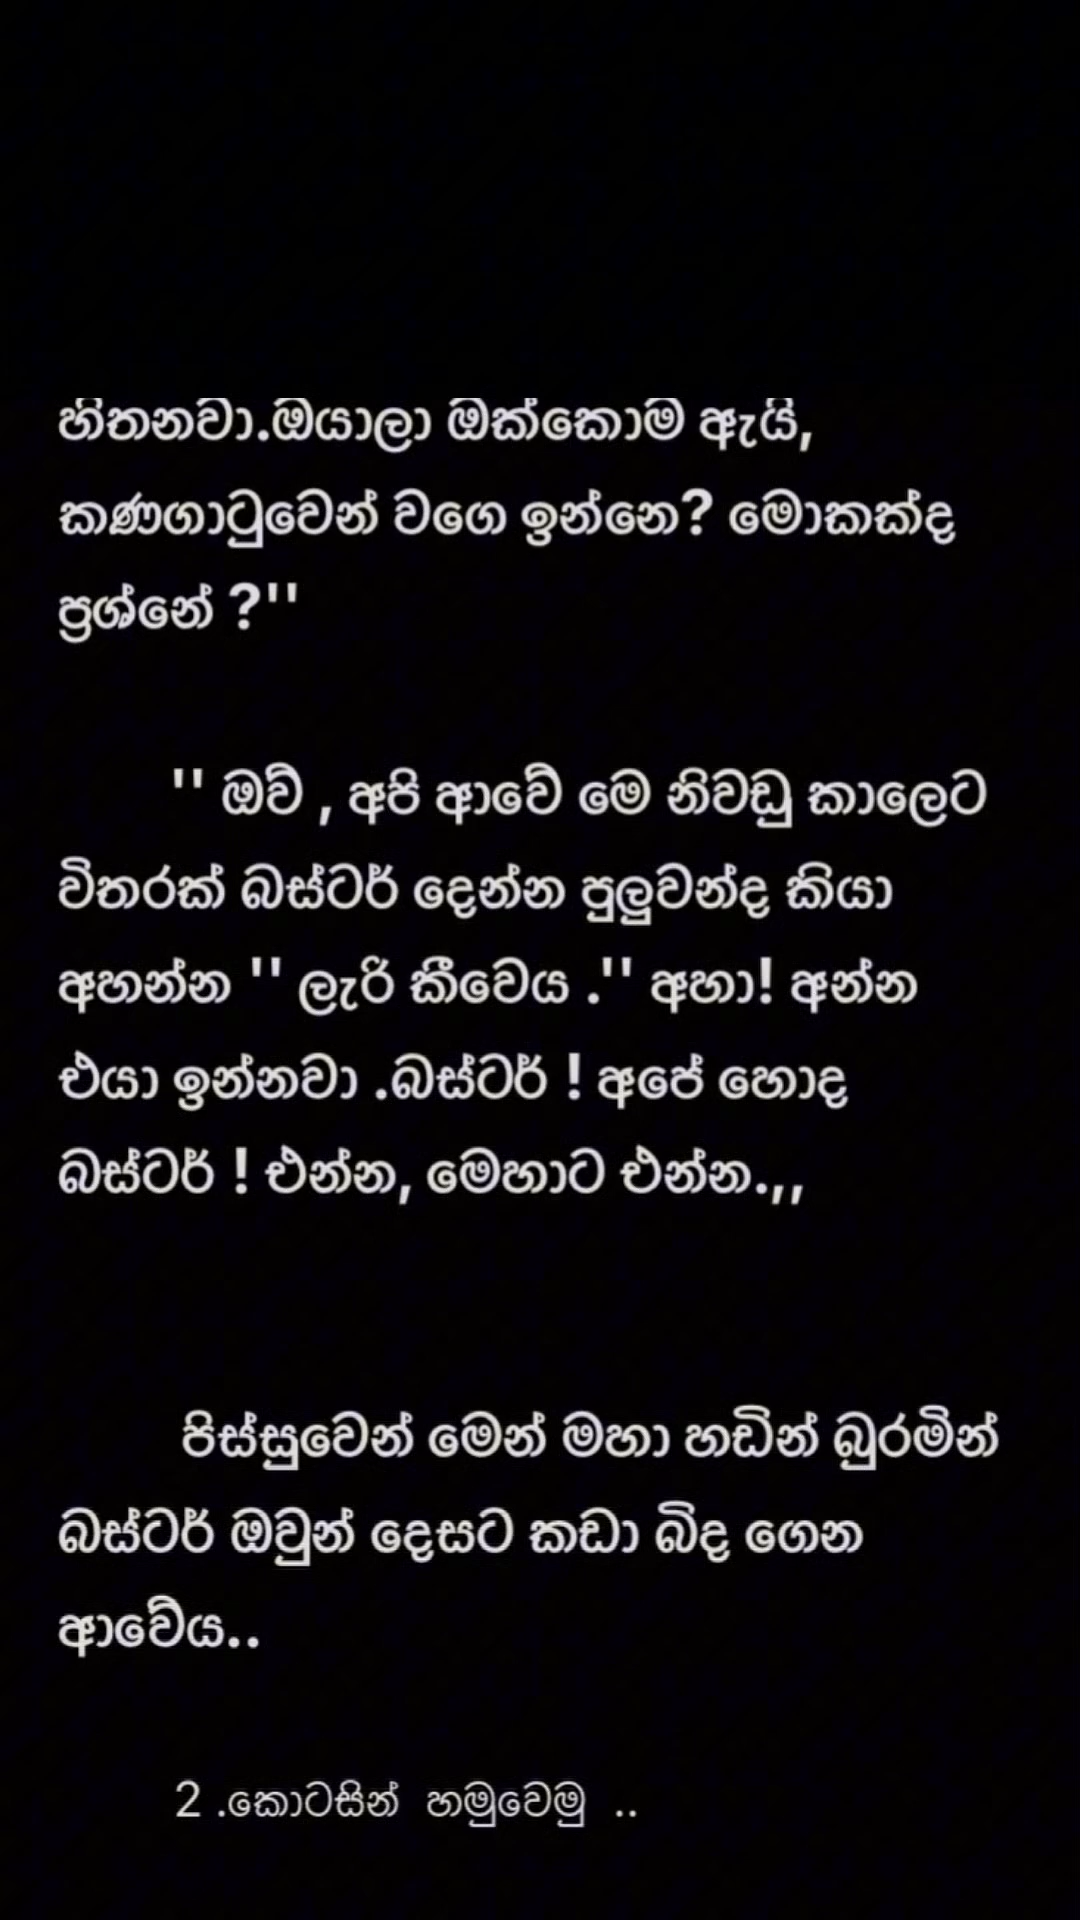 හිතනවා.ඔයාලා ඔක්කොම ඇයි,
කණගාටුවෙන් වගෙ ඉන්නෙ? මොකක්ද
ප්‍රශ්නේ ?''
'' ඔව් , අපි ආවේ මෙ නිවඩු කාලෙට
විතරක් බස්ටර් දෙන්න පුලුවන්ද කියා
අහන්න '' ලැරි කීවෙය .'' අහා! අන්න
එයා ඉන්නවා .බස්ටර් ! අපේ හොද
බස්ටර් ! එන්න, මෙහාට එන්න.,,
පිස්සුවෙන් මෙන් මහා හඩින් බුරමින්
බස්ටර් ඔවුන් දෙසට කඩා බිද ගෙන
ආවේය..
2 .කොටසින් හමුවෙමු ..